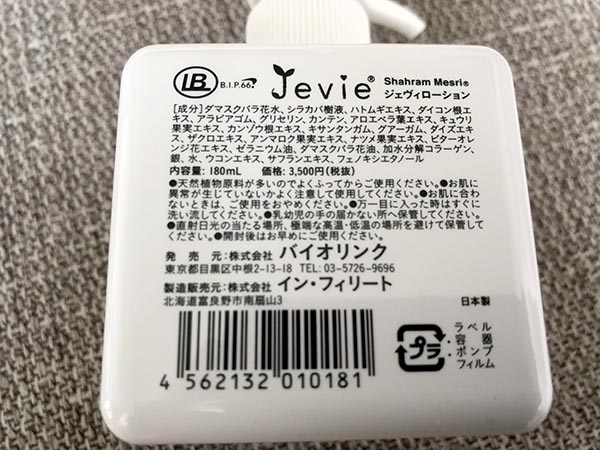 IBL B.I.P.66 Jevie® Shahram Mesri®
ジェヴィローション
[成分]ダマスクバラ花水、シラカバ樹液、ハトムギエキス、ダイコン根エ
キス、アラビアゴム、グリセリン、カンテン、アロエベラ葉エキス、キュウリ
果実エキス、カンゾウ根エキス、キサンタンガム、グアーガム、ダイズエキ
ス、ザクロエキス、アンマロク果実エキス、ナツメ果実エキス、ビターオレ
ンジ花エキス、ゼラニウム油、ダマスクバラ花油、加水分解コラーゲン、
銀、水、ウコンエキス、サフランエキス、フェノキシエタノール
内容量:180mL 価格:3,500円(税抜)
●天然植物原料が多いのでよくふってからご使用ください。●お肌に
異常が生じていないかよく注意して使用してください。●お肌に合わ
ないときは、ご使用をおやめください。●万一目に入った時はすぐに
洗い流してください。●乳幼児の手の届かない所へ保管してください。
●直射日光の当たる場所、極端な高温・低温の場所を避けて保管して
ください。●開封後はお早めにご使用ください。
発売元:株式会社 バイオリンク
東京都目黒区中根2-13-18 TEL:03-5726-9696
製造販売元:株式会社 イン・フィリート
北海道富良野市南扇山3 日本製
4 562132 010181
プラ
ラベル
・容器
・ポンプ
フィルム